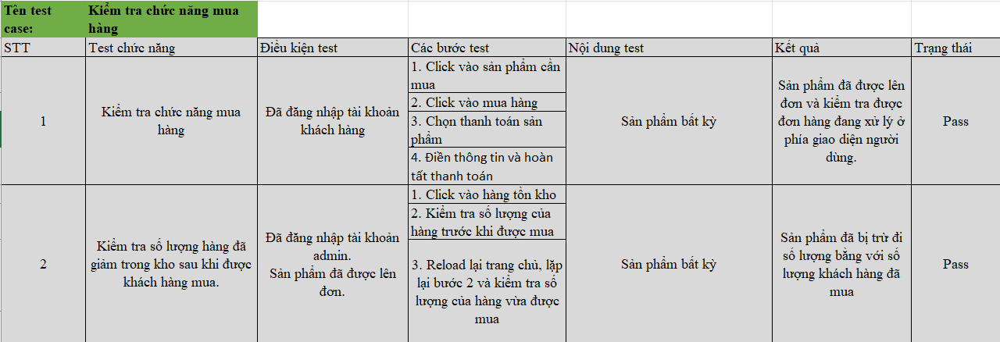 Tên test
case:
Kiểm tra chức năng mua
hàng
STT
Test chức năng
Điều kiện test
Các bước test
Nội dung test
Kết quả
Trạng thái
1
Kiểm tra chức năng mua
hàng
Đã đăng nhập tài khoản
khách hàng
1. Click vào sản phẩm cần
mua
2. Click vào mua hàng
3. Chọn thanh toán sản
phẩm
4. Điền thông tin và hoàn
tất thanh toán
Sản phẩm bất kỳ
Sản phẩm đã được lên
đơn và kiểm tra được
đơn hàng đang xử lý ở
phía giao diện người
dùng.
Pass
2
Kiểm tra số lượng hàng đã
giảm trong kho sau khi được
khách hàng mua.
Đã đăng nhập tài khoản
admin.
Sản phẩm đã được lên
đơn.
1. Click vào hàng tồn kho
2. Kiểm tra số lượng của
hàng trước khi được mua
3. Reload lại trang chủ, lặp
lại bước 2 và kiểm tra số
lượng của hàng vừa được
mua
Sản phẩm bất kỳ
Sản phẩm đã bị trừ đi
số lượng bằng với số
lượng khách hàng đã
mua
Pass